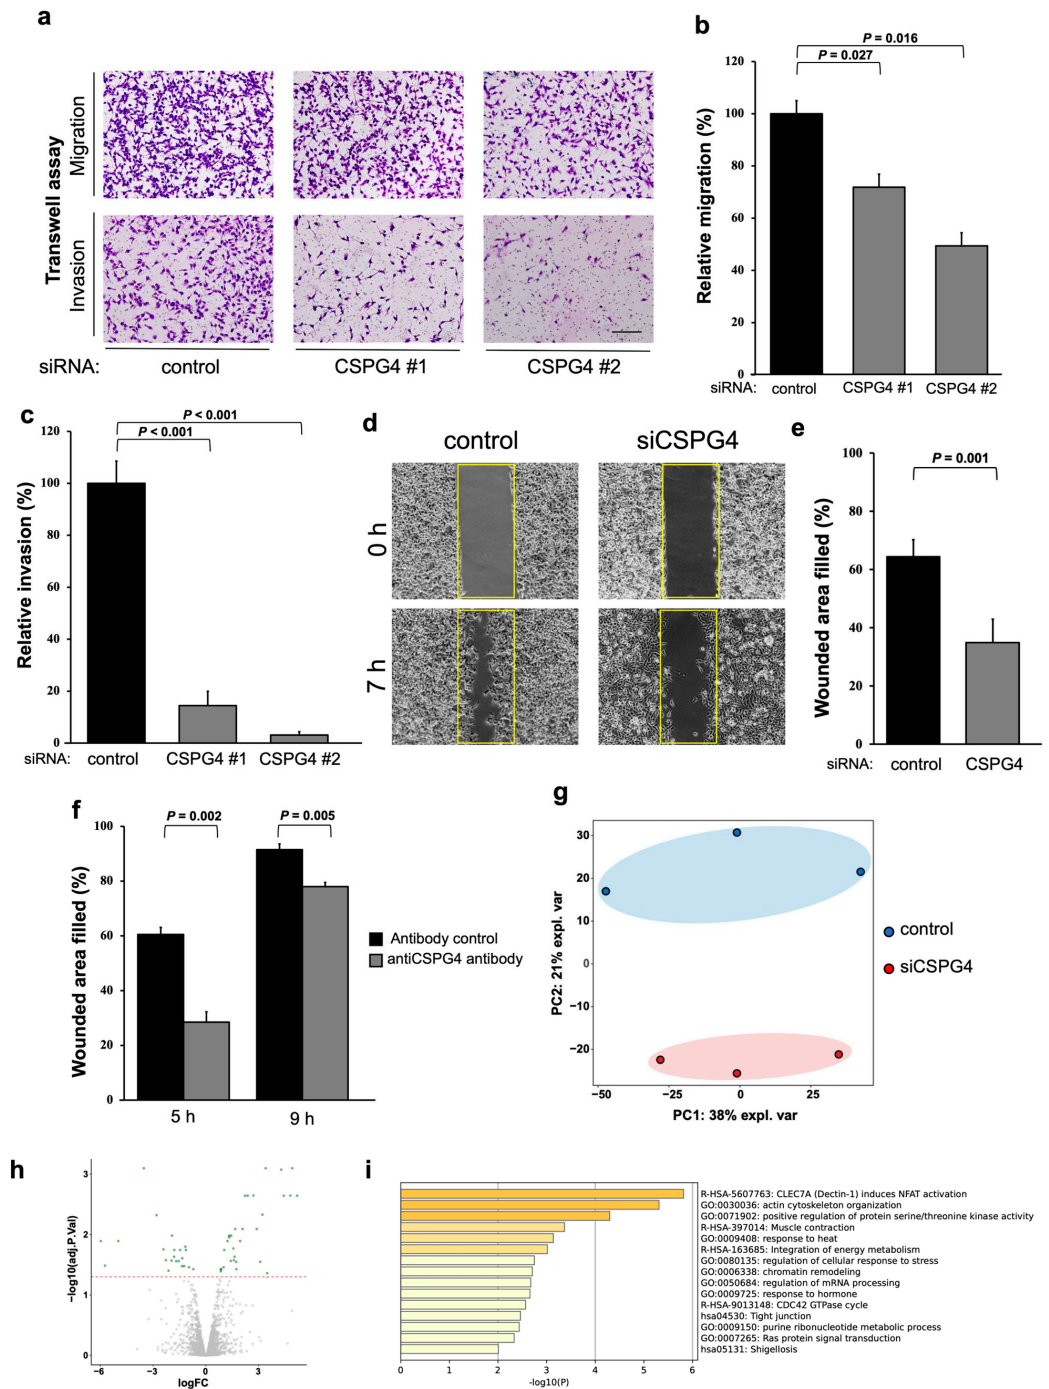 a
Transwell assay
Migration
Invasion
siRNA:
control
CSPG4 #1
CSPG4 #2
b
P = 0.016
P = 0.027
Relative migration (%)
120
100
80
60
40
20
0
siRNA:
control
CSPG4 #1
CSPG4 #2
c
P < 0.001
P < 0.001
Relative invasion (%)
120
100
80
60
40
20
0
siRNA:
control
CSPG4 #1
CSPG4 #2
d
control
siCSPG4
0 h
7 h
e
P = 0.001
Wounded area filled (%)
100
80
60
40
20
0
siRNA:
control
CSPG4
f
P = 0.002
P = 0.005
Wounded area filled (%)
100
80
60
40
20
0
5 h
9 h
Antibody control
antiCSPG4 antibody
g
PC2: 21% expl. var
30
20
10
0
−10
−20
−50
−25
0
25
PC1: 38% expl. var
control
siCSPG4
h
−log10(adj.P.Val)
3
2
1
0
−6
−3
0
3
logFC
i
R-HSA-5607763: CLEC7A (Dectin-1) induces NFAT activation
GO:0030036: actin cytoskeleton organization
GO:0071902: positive regulation of protein serine/threonine kinase activity
R-HSA-397014: Muscle contraction
GO:0009408: response to heat
R-HSA-163685: Integration of energy metabolism
GO:0080135: regulation of cellular response to stress
GO:0006338: chromatin remodeling
GO:0050684: regulation of mRNA processing
GO:0009725: response to hormone
R-HSA-9013148: CDC42 GTPase cycle
hsa04530: Tight junction
GO:0009150: purine ribonucleotide metabolic process
GO:0007265: Ras protein signal transduction
hsa05131: Shigellosis
0
1
2
3
4
5
6
-log10(P)